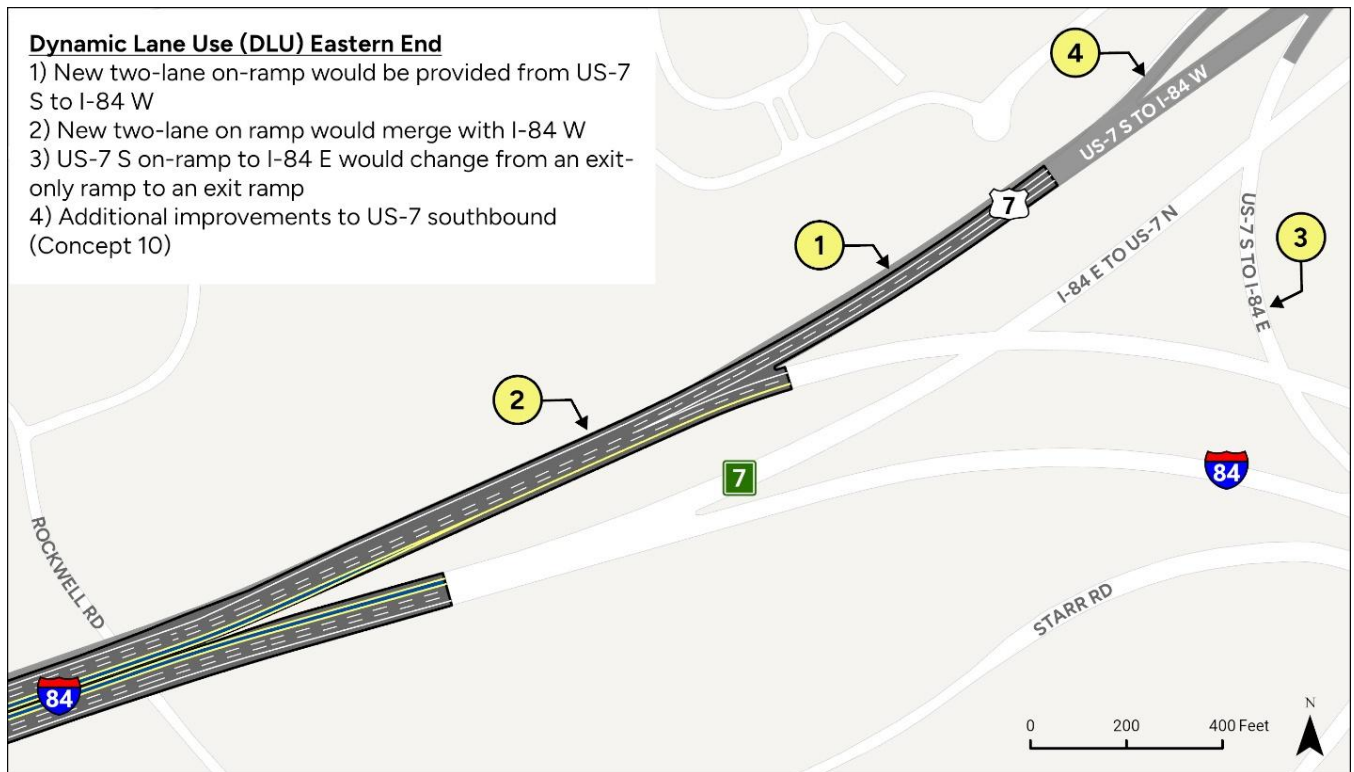 Dynamic Lane Use (DLU) Eastern End
1) New two-lane on-ramp would be provided from US-7
S to I-84 W
2) New two-lane on ramp would merge with I-84 W
3) US-7 S on-ramp to I-84 E would change from an exit-
only ramp to an exit ramp
4) Additional improvements to US-7 southbound
(Concept 10)
4
US-7 S TO I-84 W
7
1
I-84 E TO US-7 N
US-7 S TO I-84 E
3
2
7
84
ROCKWELL RD
STARR RD
84
N
0 200 400 Feet